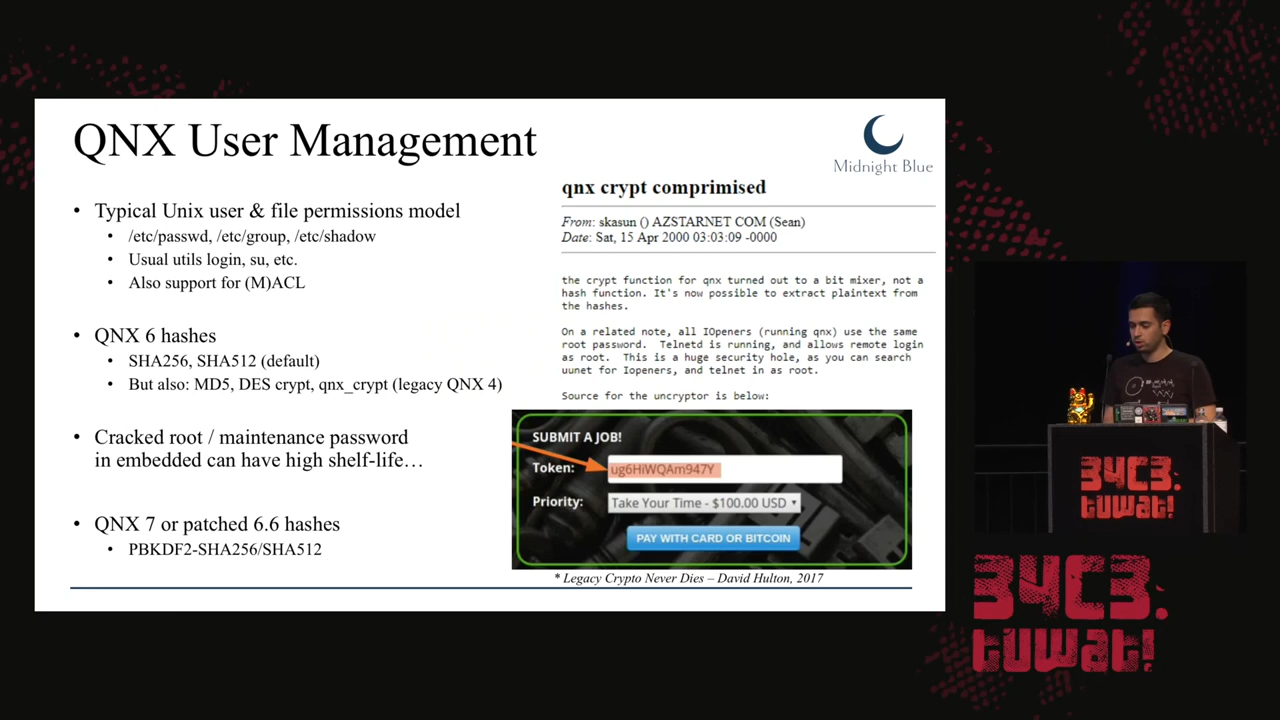 QNX User Management
Midnight Blue
• Typical Unix user & file permissions model
• /etc/passwd, /etc/group, /etc/shadow
• Usual utils login, su, etc.
• Also support for (M)ACL
• QNX 6 hashes
• SHA256, SHA512 (default)
• But also: MD5, DES crypt, qnx_crypt (legacy QNX 4)
• Cracked root / maintenance password
in embedded can have high shelf-life…
• QNX 7 or patched 6.6 hashes
• PBKDF2-SHA256/SHA512
qnx crypt comprimised
From: skasun () AZSTARNET COM (Sean)
Date: Sat, 15 Apr 2000 03:03:09 -0000
the crypt function for qnx turned out to a bit mixer, not a
hash function. It's now possible to extract plaintext from
the hashes.
On a related note, all IOpeners (running qnx) use the same
root password.  Telnetd is running, and allows remote login
as root.  This is a huge security hole, as you can search
uunet for Iopeners, and telnet in as root.
Source for the uncryptor is below:
SUBMIT A JOB!
Token: ug6HiWQAm947Y
Priority: Take Your Time - $100.00 USD
PAY WITH CARD OR BITCOIN
* Legacy Crypto Never Dies – David Hulton, 2017
34C3.
tuwat!
34C3.
tuwat!